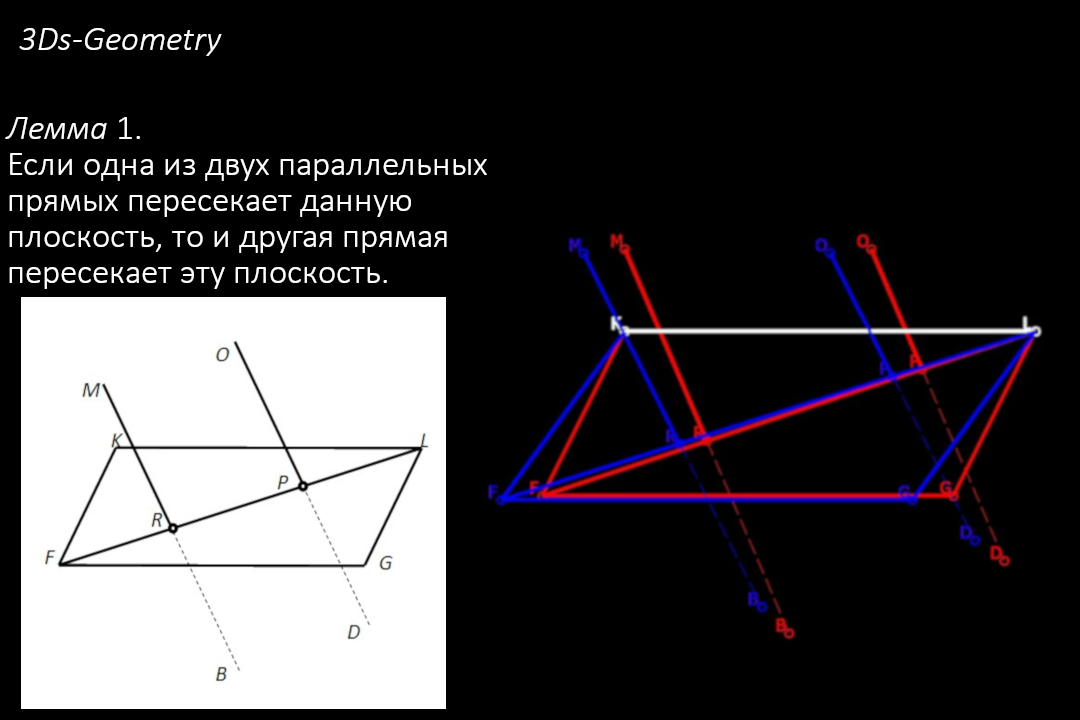 3Ds-Geometry
Лемма 1.
Если одна из двух параллельных
прямых пересекает данную
плоскость, то и другая прямая
пересекает эту плоскость.
O
M
K
L
P
R
F
G
D
B
M M O O
K L
P P
R R
F F G G
D D
B B